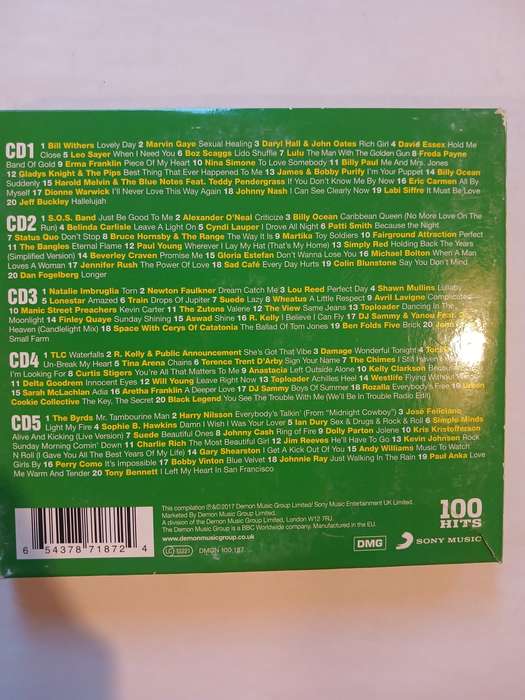 CD1 1 Bill Withers Lovely Day 2 Marvin Gaye Sexual Healing 3 Daryl Hall & John Oates Rich Girl 4 David Essex Hold Me
Close 5 Leo Sayer When I Need You 6 Boz Scaggs Lido Shuffle 7 Lulu The Man With The Golden Gun 8 Freda Payne
Band Of Gold 9 Erma Franklin Piece Of My Heart 10 Nina Simone To Love Somebody 11 Billy Paul Me And Mrs. Jones
12 Gladys Knight & The Pips Best Thing That Ever Happened To Me 13 James & Bobby Purify I'm Your Puppet 14 Billy Ocean
Suddenly 15 Harold Melvin & The Blue Notes Feat. Teddy Pendergrass If You Don't Know Me By Now 16 Eric Carmen All By
Myself 17 Dionne Warwick I'll Never Love This Way Again 18 Johnny Nash I Can See Clearly Now 19 Labi Siffre It Must Be Love
20 Jeff Buckley Hallelujah
CD2 1 S.O.S. Band Just Be Good To Me 2 Alexander O'Neal Criticize 3 Billy Ocean Caribbean Queen (No More Love On The
Run) 4 Belinda Carlisle Leave A Light On 5 Cyndi Lauper I Drove All Night 6 Patti Smith Because the Night
7 Status Quo Don't Stop 8 Bruce Hornsby & The Range The Way It Is 9 Martika Toy Soldiers 10 Fairground Attraction Perfect
11 The Bangles Eternal Flame 12 Paul Young Wherever I Lay My Hat (That's My Home) 13 Simply Red Holding Back The Years
(Simplified Version) 14 Beverley Craven Promise Me 15 Gloria Estefan Don't Wanna Lose You 16 Michael Bolton When A Man
Loves A Woman 17 Jennifer Rush The Power Of Love 18 Sad Café Every Day Hurts 19 Colin Blunstone Say You Don't Mind
20 Dan Fogelberg Longer
CD3 1 Natalie Imbruglia Torn 2 Newton Faulkner Dream Catch Me 3 Lou Reed Perfect Day 4 Shawn Mullins Lullaby
5 Lonestar Amazed 6 Train Drops Of Jupiter 7 Suede Lazy 8 Wheatus A Little Respect 9 Avril Lavigne Complicated
10 Manic Street Preachers Kevin Carter 11 The Zutons Valerie 12 The View Same Jeans 13 Toploader Dancing In The
Moonlight 14 Finley Quaye Sunday Shining 15 Aswad Shine 16 R. Kelly I Believe I Can Fly 17 DJ Sammy & Yanou Feat.
Heaven (Candlelight Mix) 18 Space With Cerys Of Catatonia The Ballad Of Tom Jones 19 Ben Folds Five Brick 20
Small Farm
CD4 1 TLC Waterfalls 2 R. Kelly & Public Announcement She's Got That Vibe 3 Damage Wonderful Tonight 4
Un-Break My Heart 5 Tina Arena Chains 6 Terence Trent D'Arby Sign Your Name 7 The Chimes I Still
I'm Looking For 8 Curtis Stigers You're All That Matters To Me 9 Anastacia Left Outside Alone 10 Kelly Clarkson
11 Delta Goodrem Innocent Eyes 12 Will Young Leave Right Now 13 Toploader Achilles Heel 14 Westlife Flying Without
15 Sarah McLachlan Adia 16 Aretha Franklin A Deeper Love 17 DJ Sammy Boys Of Summer 18 Rozalla Everybody's Free 19 Urban
Cookie Collective The Key, The Secret 20 Black Legend You See The Trouble With Me (We'll Be In Trouble Radio Edit)
CD5 1 The Byrds Mr. Tambourine Man 2 Harry Nilsson Everybody's Talkin' (From "Midnight Cowboy") 3 José Feliciano
Light My Fire 4 Sophie B. Hawkins Damn I Wish I Was Your Lover 5 Ian Dury Sex & Drugs & Rock & Roll 6 Simple Minds
Alive And Kicking (Live Version) 7 Suede Beautiful Ones 8 Johnny Cash Ring of Fire 9 Dolly Parton Jolene 10 Kris Kristofferson
Sunday Morning Comin' Down 11 Charlie Rich The Most Beautiful Girl 12 Jim Reeves He'll Have To Go 13 Kevin Johnson Rock
N Roll (I Gave You All The Best Years Of My Life) 14 Gary Shearston I Get A Kick Out Of You 15 Andy Williams Music To Watch
Girls By 16 Perry Como It's Impossible 17 Bobby Vinton Blue Velvet 18 Johnnie Ray Just Walking In The Rain 19 Paul Anka Love
Me Warm And Tender 20 Tony Bennett I Left My Heart In San Francisco
This compilation ℗&©2017 Demon Music Group Limited/ Sony Music Entertainment UK Limited.
Marketed By Demon Music Group Limited.
A division of the Demon Music Group Limited, London W12 7RJ.
The Demon Music Group is a BBC Worldwide company. Manufactured in the EU.
www.demonmusicgroup.co.uk
100
HITS
6 54378 71872 4
LC 12221
DMGN 100 187
DMG
SONY MUSIC